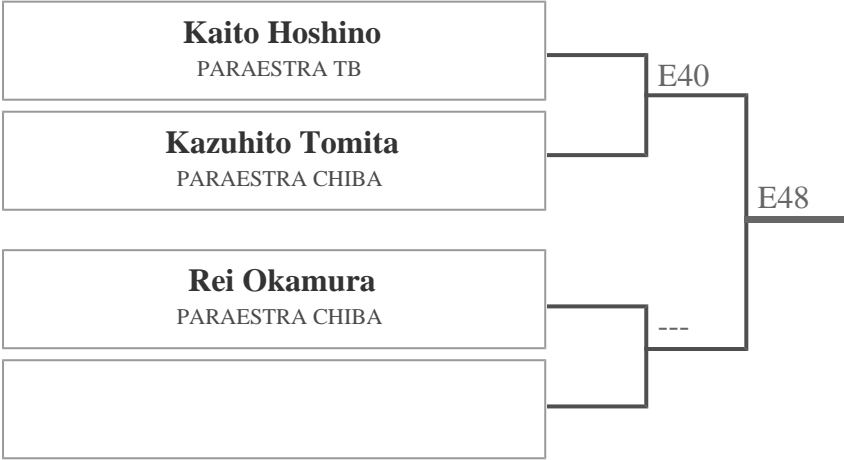 Kaito Hoshino
PARAESTRA TB
E40
Kazuhito Tomita
PARAESTRA CHIBA
E48
Rei Okamura
PARAESTRA CHIBA
---